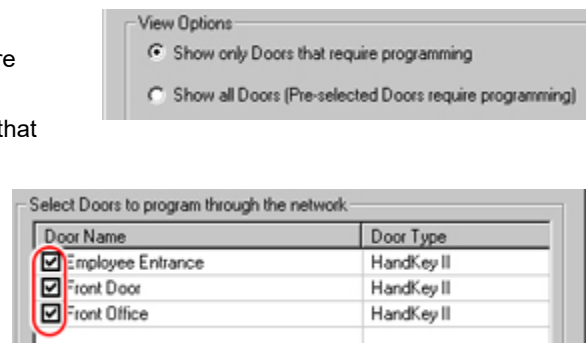 View Options
re
Show only Doors that require programming
Show all Doors (Pre-selected Doors require programming)
that
Select Doors to program through the network
Door Name Door Type
Employee Entrance HandKey II
Front Door HandKey II
Front Office HandKey II